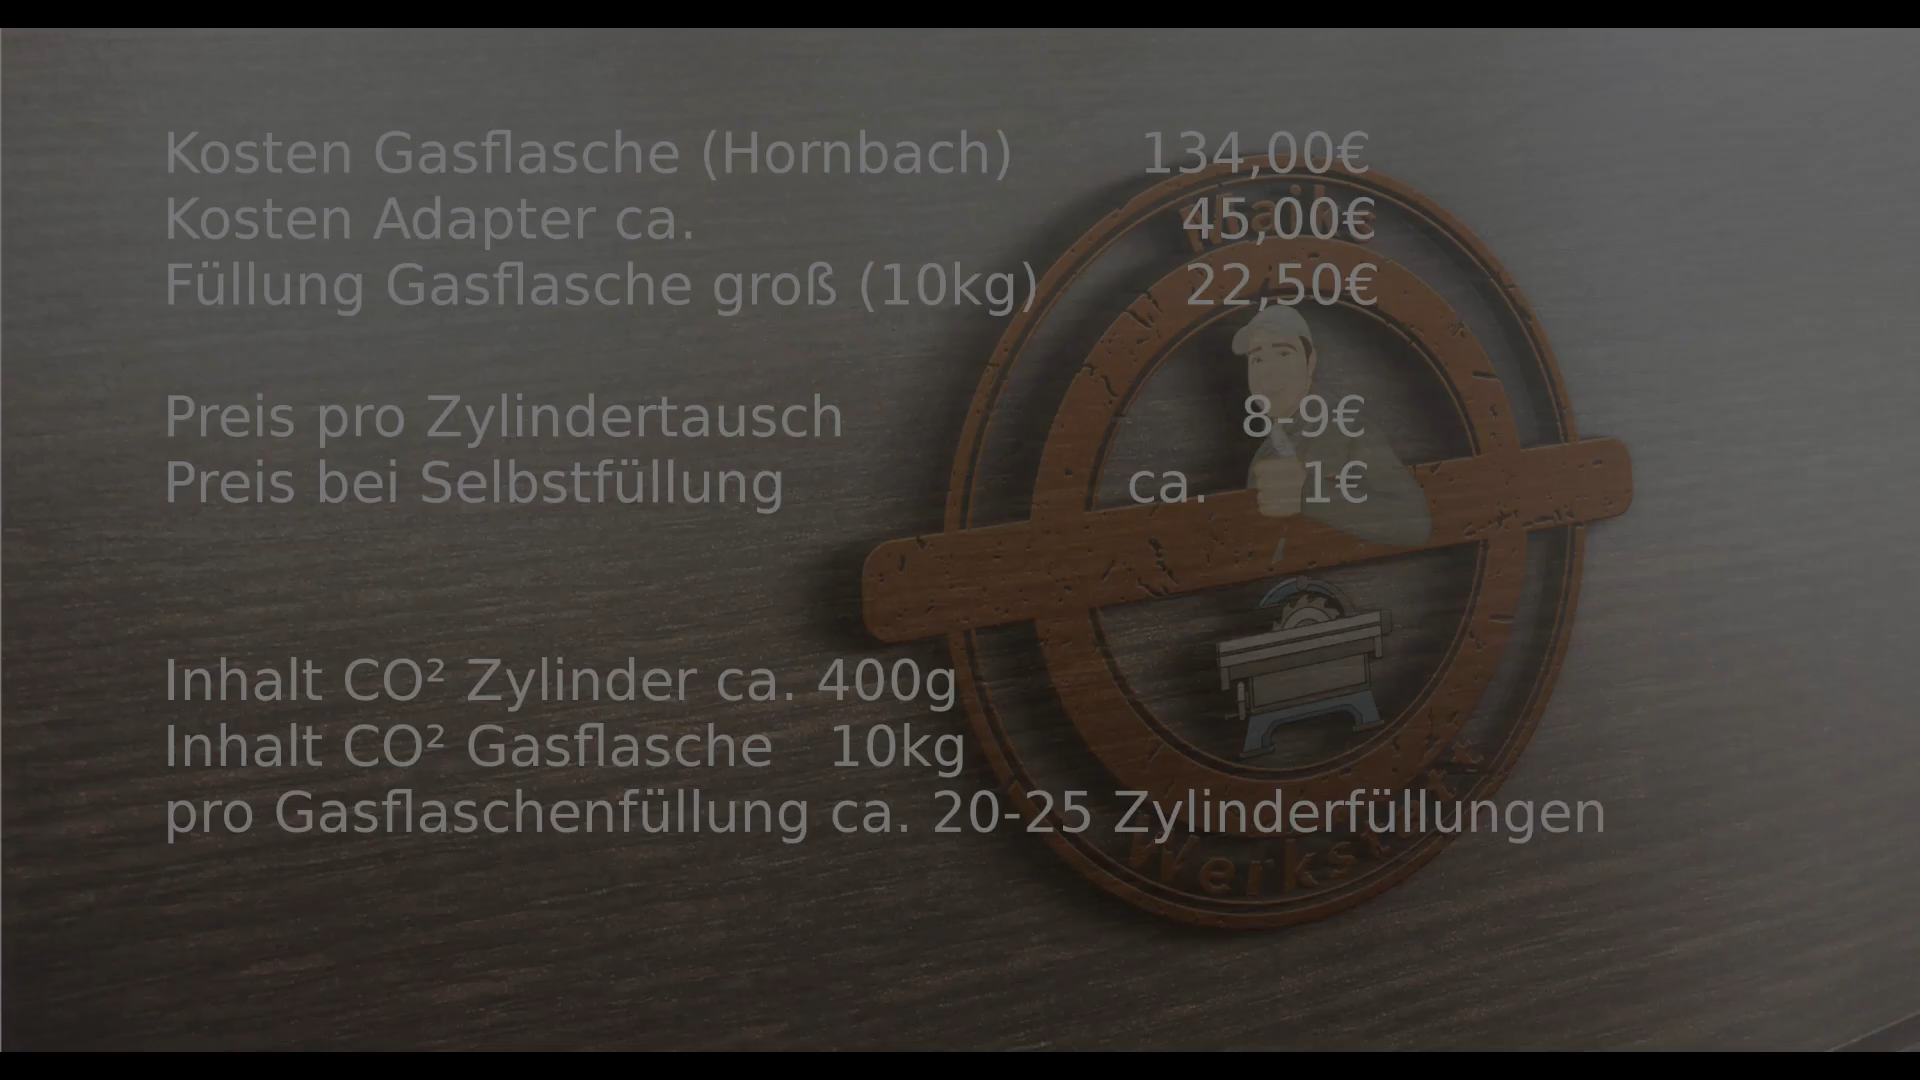 Kosten Gasflasche (Hornbach) 134,00€
Kosten Adapter ca. 45,00€
Füllung Gasflasche groß (10kg) 22,50€
Preis pro Zylindertausch 8-9€
Preis bei Selbstfüllung ca. 1€
Inhalt CO² Zylinder ca. 400g
Inhalt CO² Gasflasche 10kg
pro Gasflaschenfüllung ca. 20-25 Zylinderfüllungen
Werkstatt